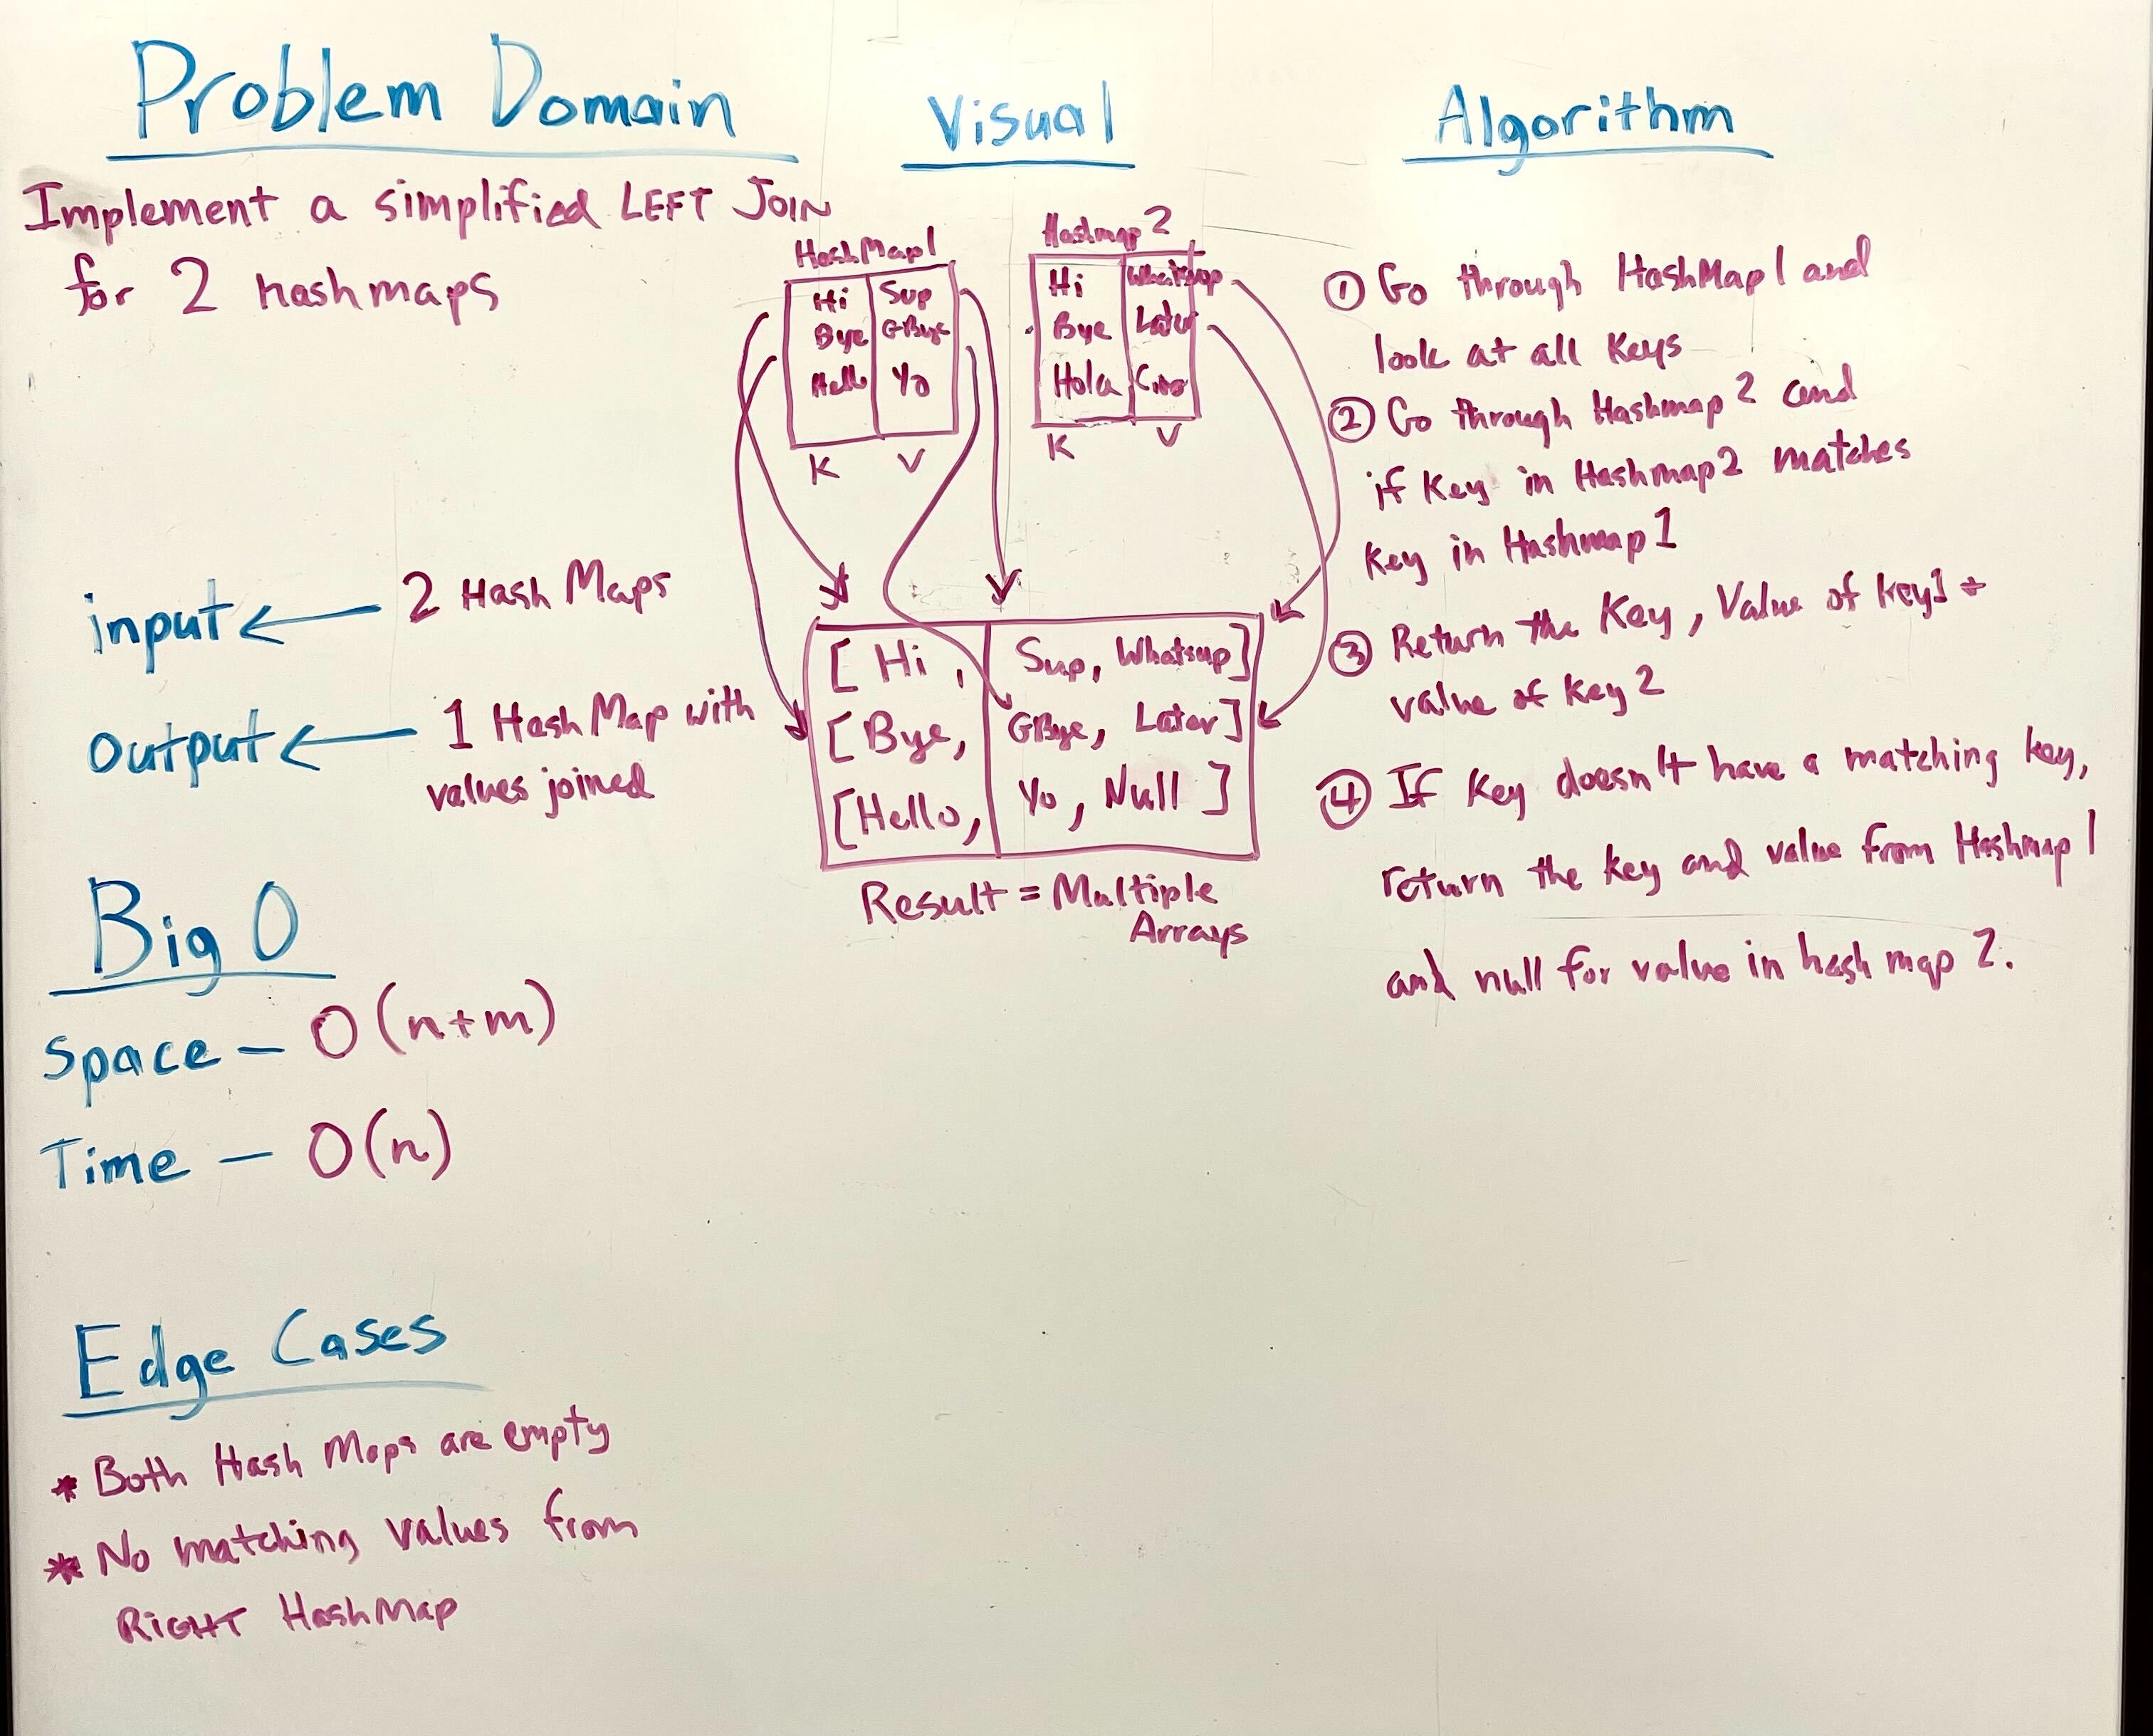 Problem Domain
Implement a simplified LEFT JOIN
for 2 hashmaps
input ← 2 Hash Maps
output ← 1 Hash Map with
values joined
Big O
Space - O(n+m)
Time - O(n)
Edge Cases
* Both Hash Maps are empty
* No matching values from
RIGHT HashMap
Visual
HashMap1
Hi Sup
Bye GBye
Hello Yo
K V
Hashmap 2
Hi Whatsup
Bye Later
Hola
K V
[ Hi , Sup, Whatsup]
[ Bye, GBye, Later]
[Hello, Yo, Null ]
Result = Multiple
Arrays
Algorithm
① Go through HashMap1 and
look at all Keys
② Go through Hashmap 2 and
if Key in Hashmap2 matches
Key in Hashmap1
③ Return the Key, Value of key1 +
value of Key 2
④ If Key doesn't have a matching key,
return the key and value from Hashmap1
and null for value in hash map 2.